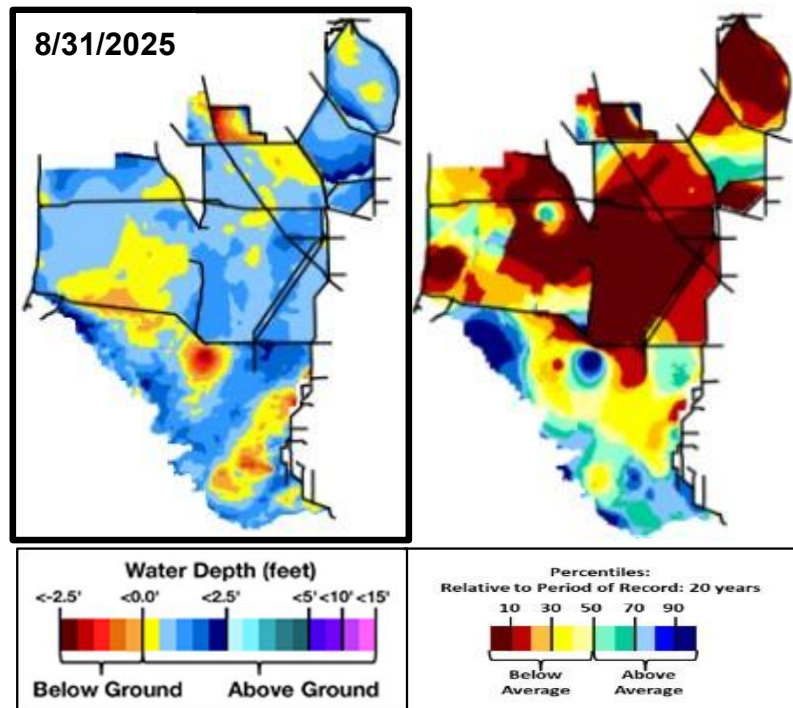 8/31/2025
Water Depth (feet)
<-2.5' <0.0' <2.5' <5' <10' <15'
Below Ground Above Ground
Percentiles:
Relative to Period of Record: 20 years
10 30 50 70 90
Below
Average
Above
Average